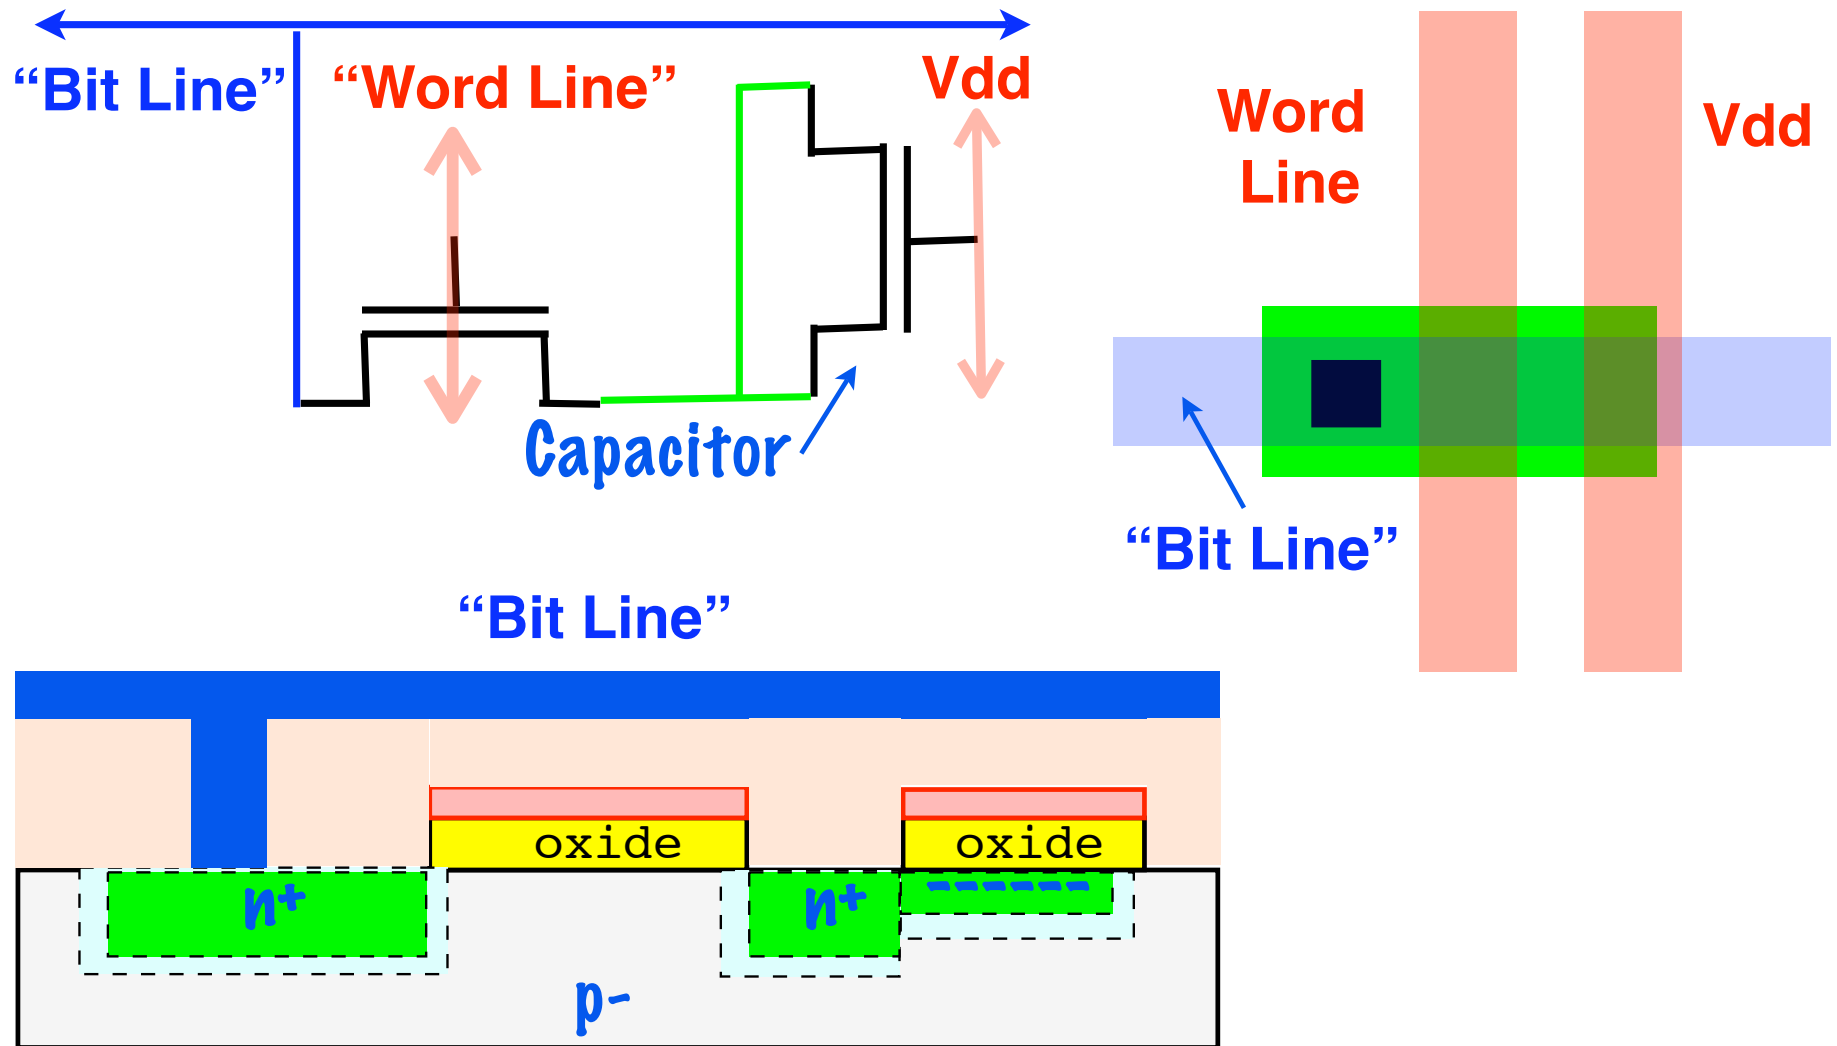 “Bit Line”
“Word Line”
Vdd
Capacitor
Word
Line
Vdd
“Bit Line”
“Bit Line”
oxide
oxide
n+
n+
------
p-